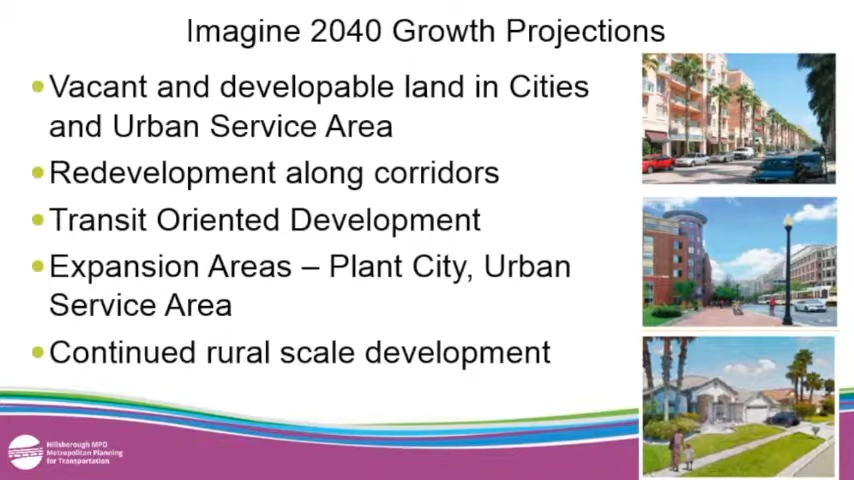 Imagine 2040 Growth Projections
•Vacant and developable land in Cities
and Urban Service Area
•Redevelopment along corridors
•Transit Oriented Development
•Expansion Areas – Plant City, Urban
Service Area
•Continued rural scale development
Hillsborough MPO
Metropolitan Planning
for Transportation